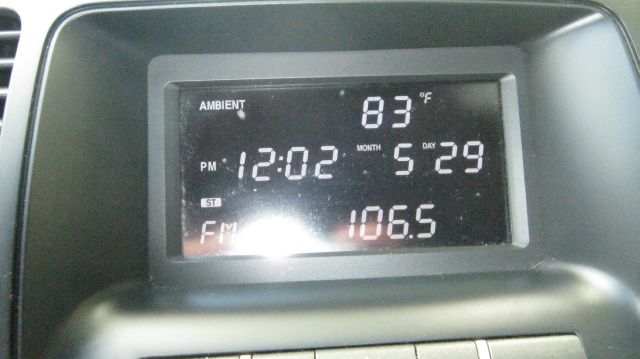 AMBIENT 83 °F
PM 12:02 MONTH 5 DAY 29
ST
FM 106.5